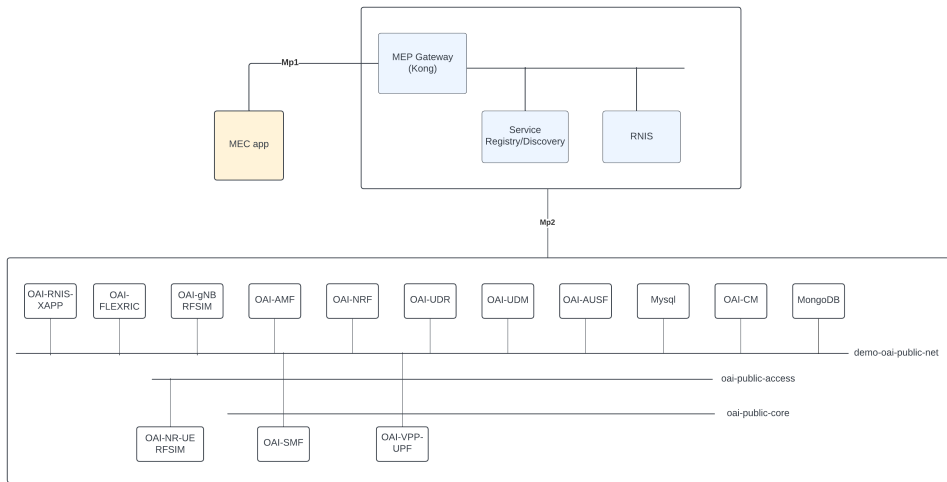 MEP Gateway
(Kong)
Mp1
Service
Registry/Discovery
RNIS
MEC app
Mp2
OAI-RNIS-
XAPP
OAI-
FLEXRIC
OAI-gNB
RFSIM
OAI-AMF
OAI-NRF
OAI-UDR
OAI-UDM
OAI-AUSF
Mysql
OAI-CM
MongoDB
demo-oai-public-net
oai-public-access
oai-public-core
OAI-NR-UE
RFSIM
OAI-SMF
OAI-VPP-
UPF